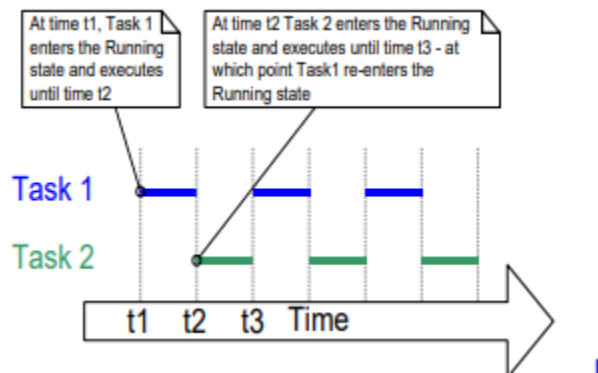 At time t1, Task 1
enters the Running
state and executes
until time t2
At time t2 Task 2 enters the Running
state and executes until time t3 - at
which point Task1 re-enters the
Running state
Task 1
Task 2
t1 t2 t3 Time